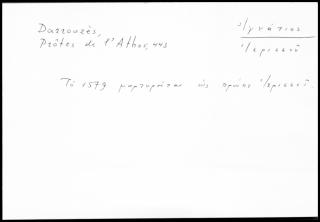 Darrouzès,
Prôtes de l'Athos, 443
Ἰγνάτιος
Ἱερισσοῦ
Τὸ 1579 μαρτυρεῖται ὡς πρώην Ἱερισσοῦ.